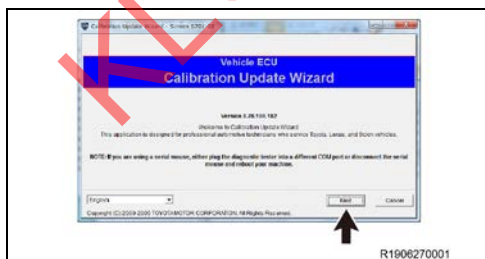 Calibration Update Wizard - Screen
Vehicle ECU
Calibration Update Wizard
Version
Welcome to Calibration Update Wizard
This application is designed for professional automotive technicians who service Toyota, Lexus, and Scion vehicles.
NOTE: If you are using a serial mouse, either plug the diagnostic tester into a different COM port or disconnect the serial
mouse and reboot your machine.
English
Next
Cancel
Copyright (C) TOYOTA MOTOR CORPORATION, All Rights Reserved.
R1906270001